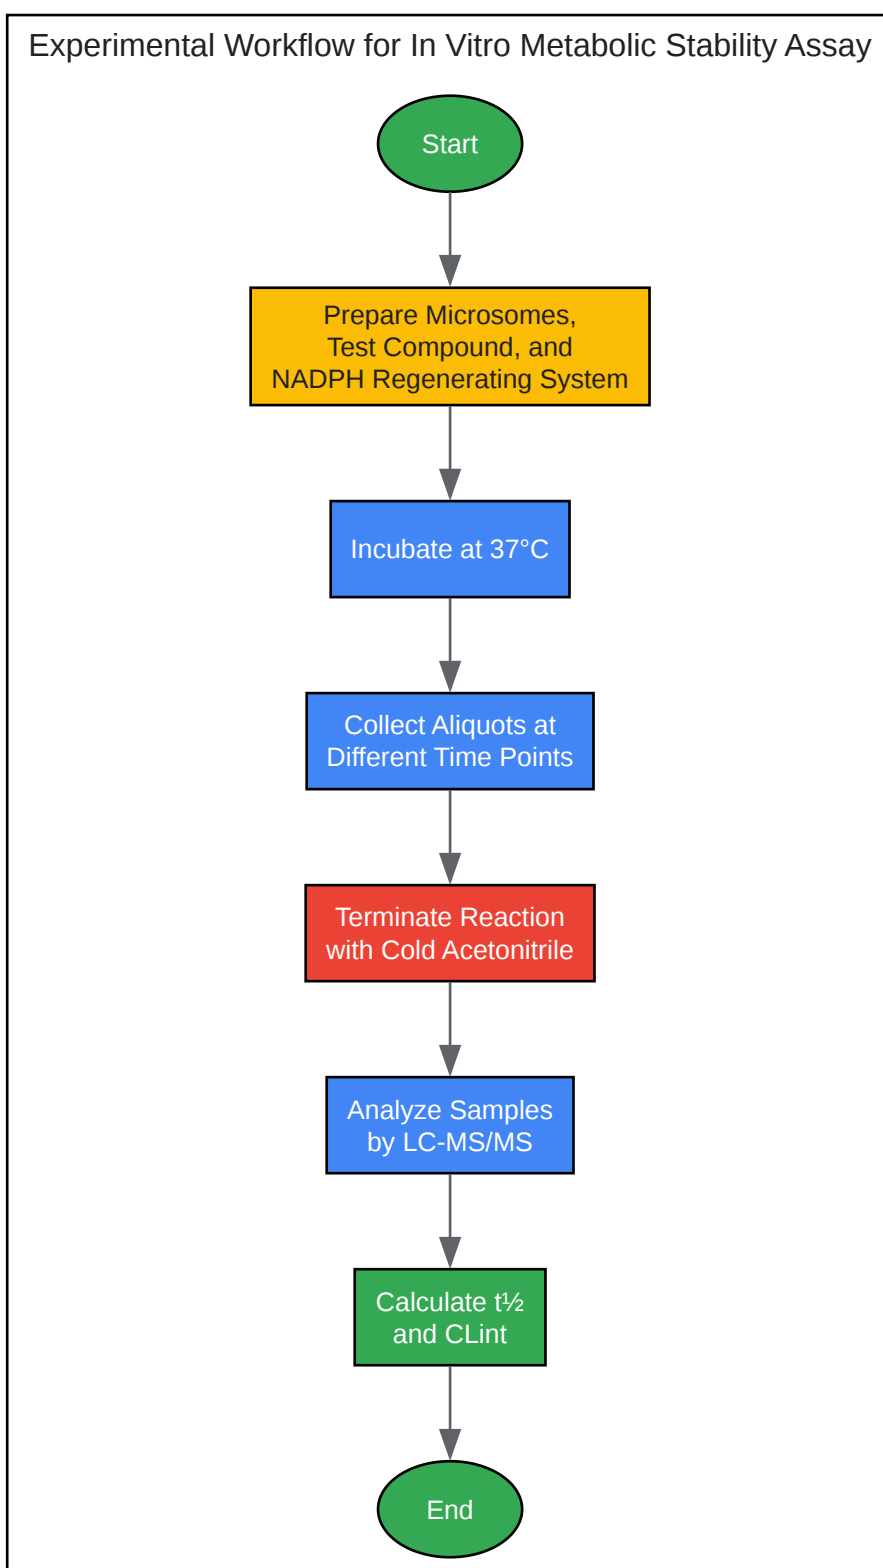 Experimental Workflow for In Vitro Metabolic Stability Assay
Start
Prepare Microsomes,
Test Compound, and
NADPH Regenerating System
Incubate at 37°C
Collect Aliquots at
Different Time Points
Terminate Reaction
with Cold Acetonitrile
Analyze Samples
by LC-MS/MS
Calculate t½
and CLint
End